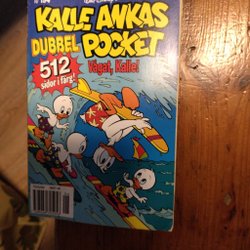 KALLE ANKAS
DUBBEL POCKET
512
sidor i färg!
Vågat, Kalle!